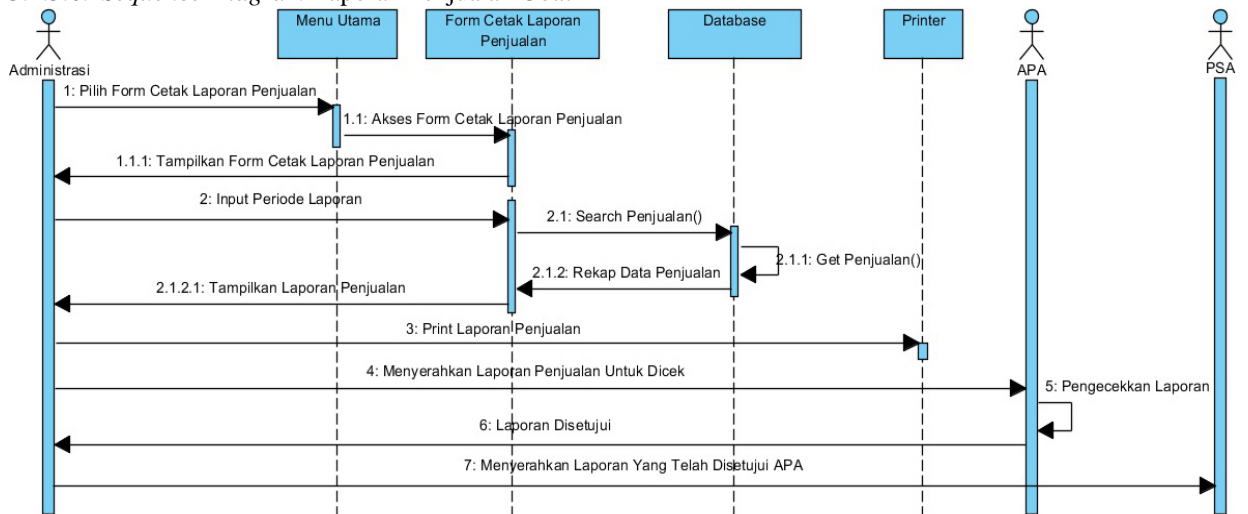 Menu Utama
Form Cetak Laporan
Penjualan
Database
Printer
Administrasi
APA
PSA
1: Pilih Form Cetak Laporan Penjualan
1.1: Akses Form Cetak Laporan Penjualan
1.1.1: Tampilkan Form Cetak Laporan Penjualan
2: Input Periode Laporan
2.1: Search Penjualan()
2.1.1: Get Penjualan()
2.1.2: Rekap Data Penjualan
2.1.2.1: Tampilkan Laporan Penjualan
3: Print Laporan Penjualan
4: Menyerahkan Laporan Penjualan Untuk Dicek
5: Pengecekkan Laporan
6: Laporan Disetujui
7: Menyerahkan Laporan Yang Telah Disetujui APA